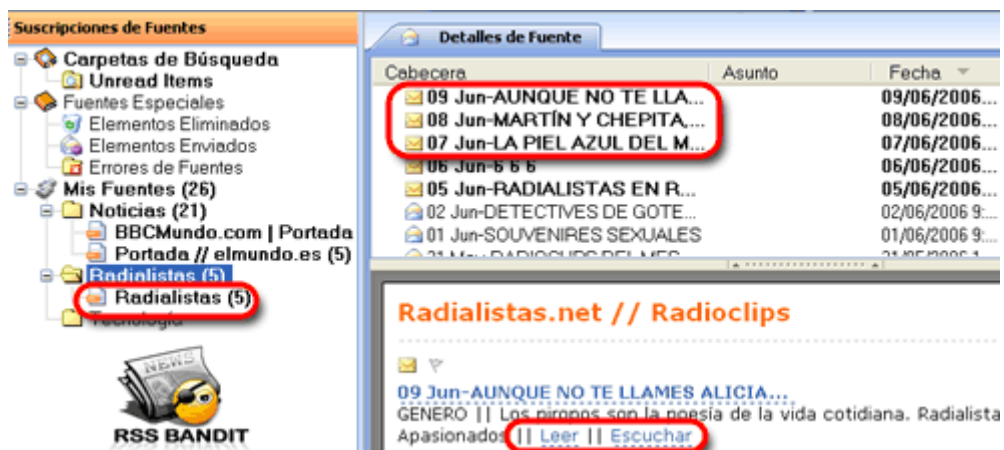 Suscripciones de Fuentes
Carpetas de Búsqueda
Unread Items
Fuentes Especiales
Elementos Eliminados
Elementos Enviados
Errores de Fuentes
Mis Fuentes (26)
Noticias (21)
BBCMundo.com | Portada
Portada // elmundo.es (5)
Radialistas (5)
Radialistas (5)
Tecnología
NEWS
RSS BANDIT
Detalles de Fuente
Cabecera Asunto Fecha
09 Jun-AUNQUE NO TE LLA... 09/06/2006...
08 Jun-MARTÍN Y CHEPITA,... 08/06/2006...
07 Jun-LA PIEL AZUL DEL M... 07/06/2006...
06 Jun-6 6 6 06/06/2006...
05 Jun-RADIALISTAS EN R... 05/06/2006...
02 Jun-DETECTIVES DE GOTE... 02/06/2006 9:...
01 Jun-SOUVENIRES SEXUALES 01/06/2006 9:...
Radialistas.net // Radioclips
09 Jun-AUNQUE NO TE LLAMES ALICIA...
GENERO || Los piropos son la poesía de la vida cotidiana. Radialista
Apasionados || Leer || Escuchar